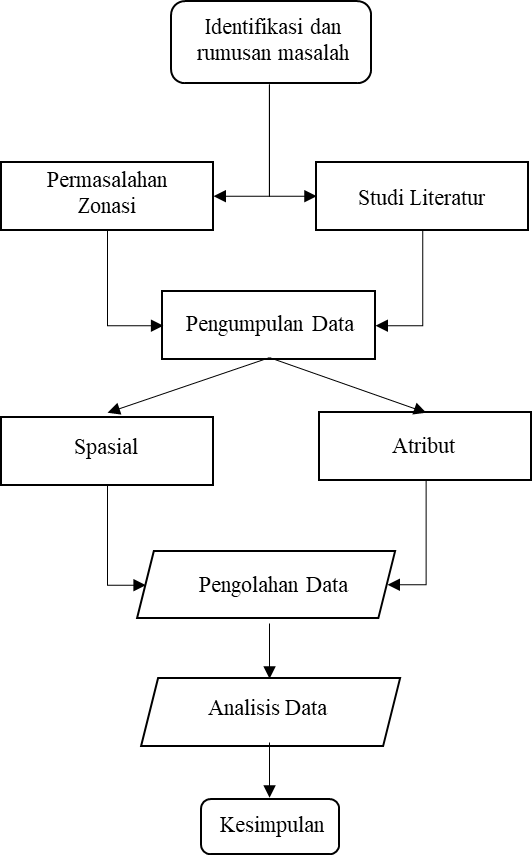 Identifikasi dan
rumusan masalah
Permasalahan
Zonasi
Studi Literatur
Pengumpulan Data
Spasial
Atribut
Pengolahan Data
Analisis Data
Kesimpulan